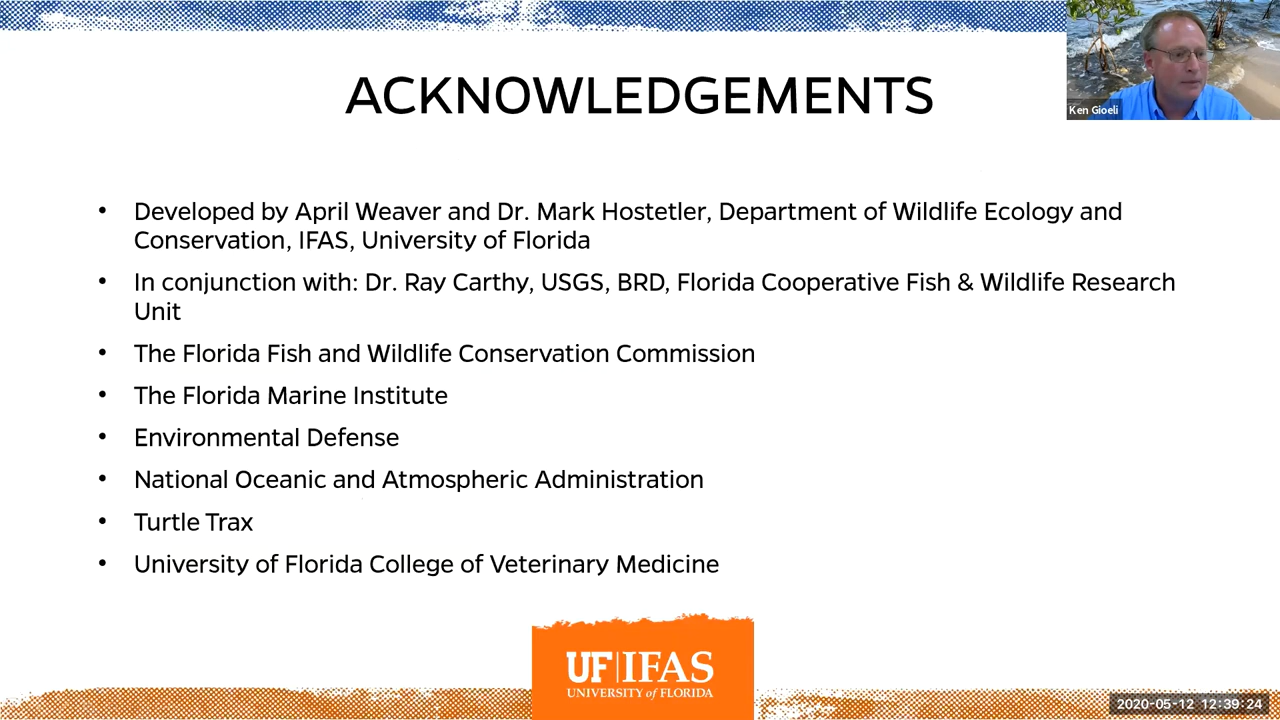 ACKNOWLEDGEMENTS
Ken Gioeli
• Developed by April Weaver and Dr. Mark Hostetler, Department of Wildlife Ecology and
Conservation, IFAS, University of Florida
• In conjunction with: Dr. Ray Carthy, USGS, BRD, Florida Cooperative Fish & Wildlife Research
Unit
• The Florida Fish and Wildlife Conservation Commission
• The Florida Marine Institute
• Environmental Defense
• National Oceanic and Atmospheric Administration
• Turtle Trax
• University of Florida College of Veterinary Medicine
UF|IFAS
UNIVERSITY of FLORIDA
2020-05-12 12:39:24